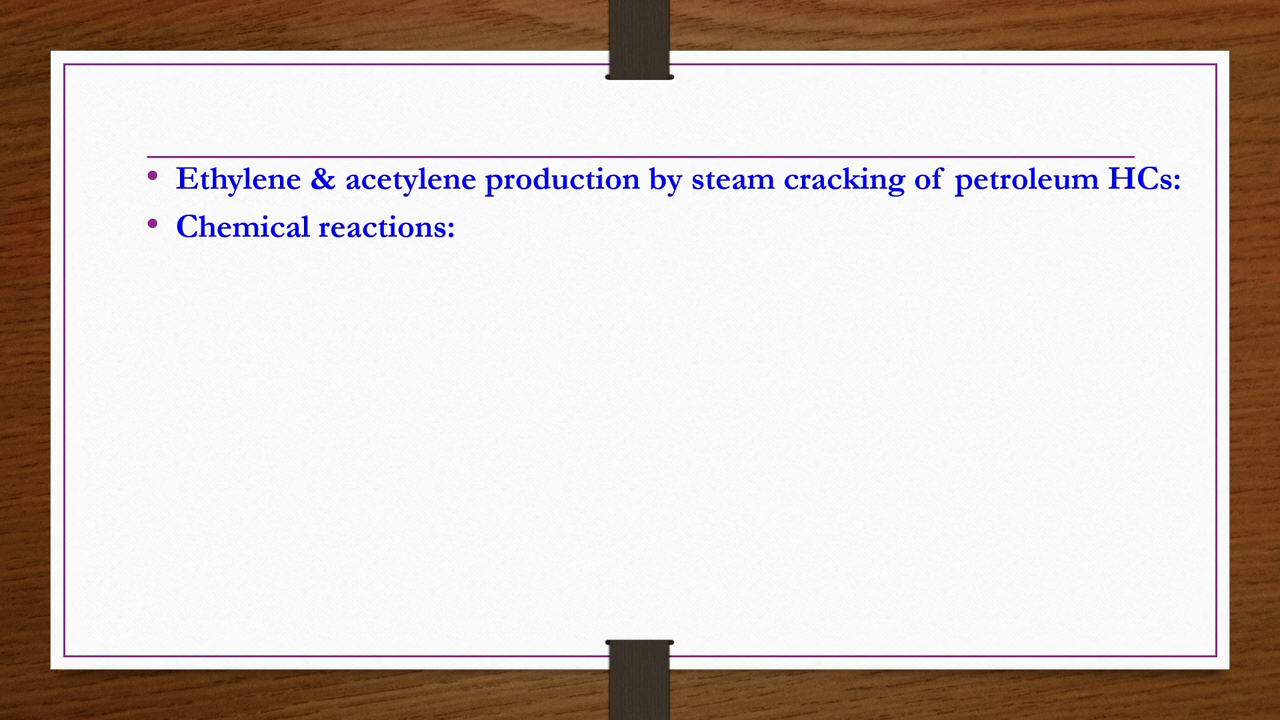 • Ethylene & acetylene production by steam cracking of petroleum HCs:
• Chemical reactions: